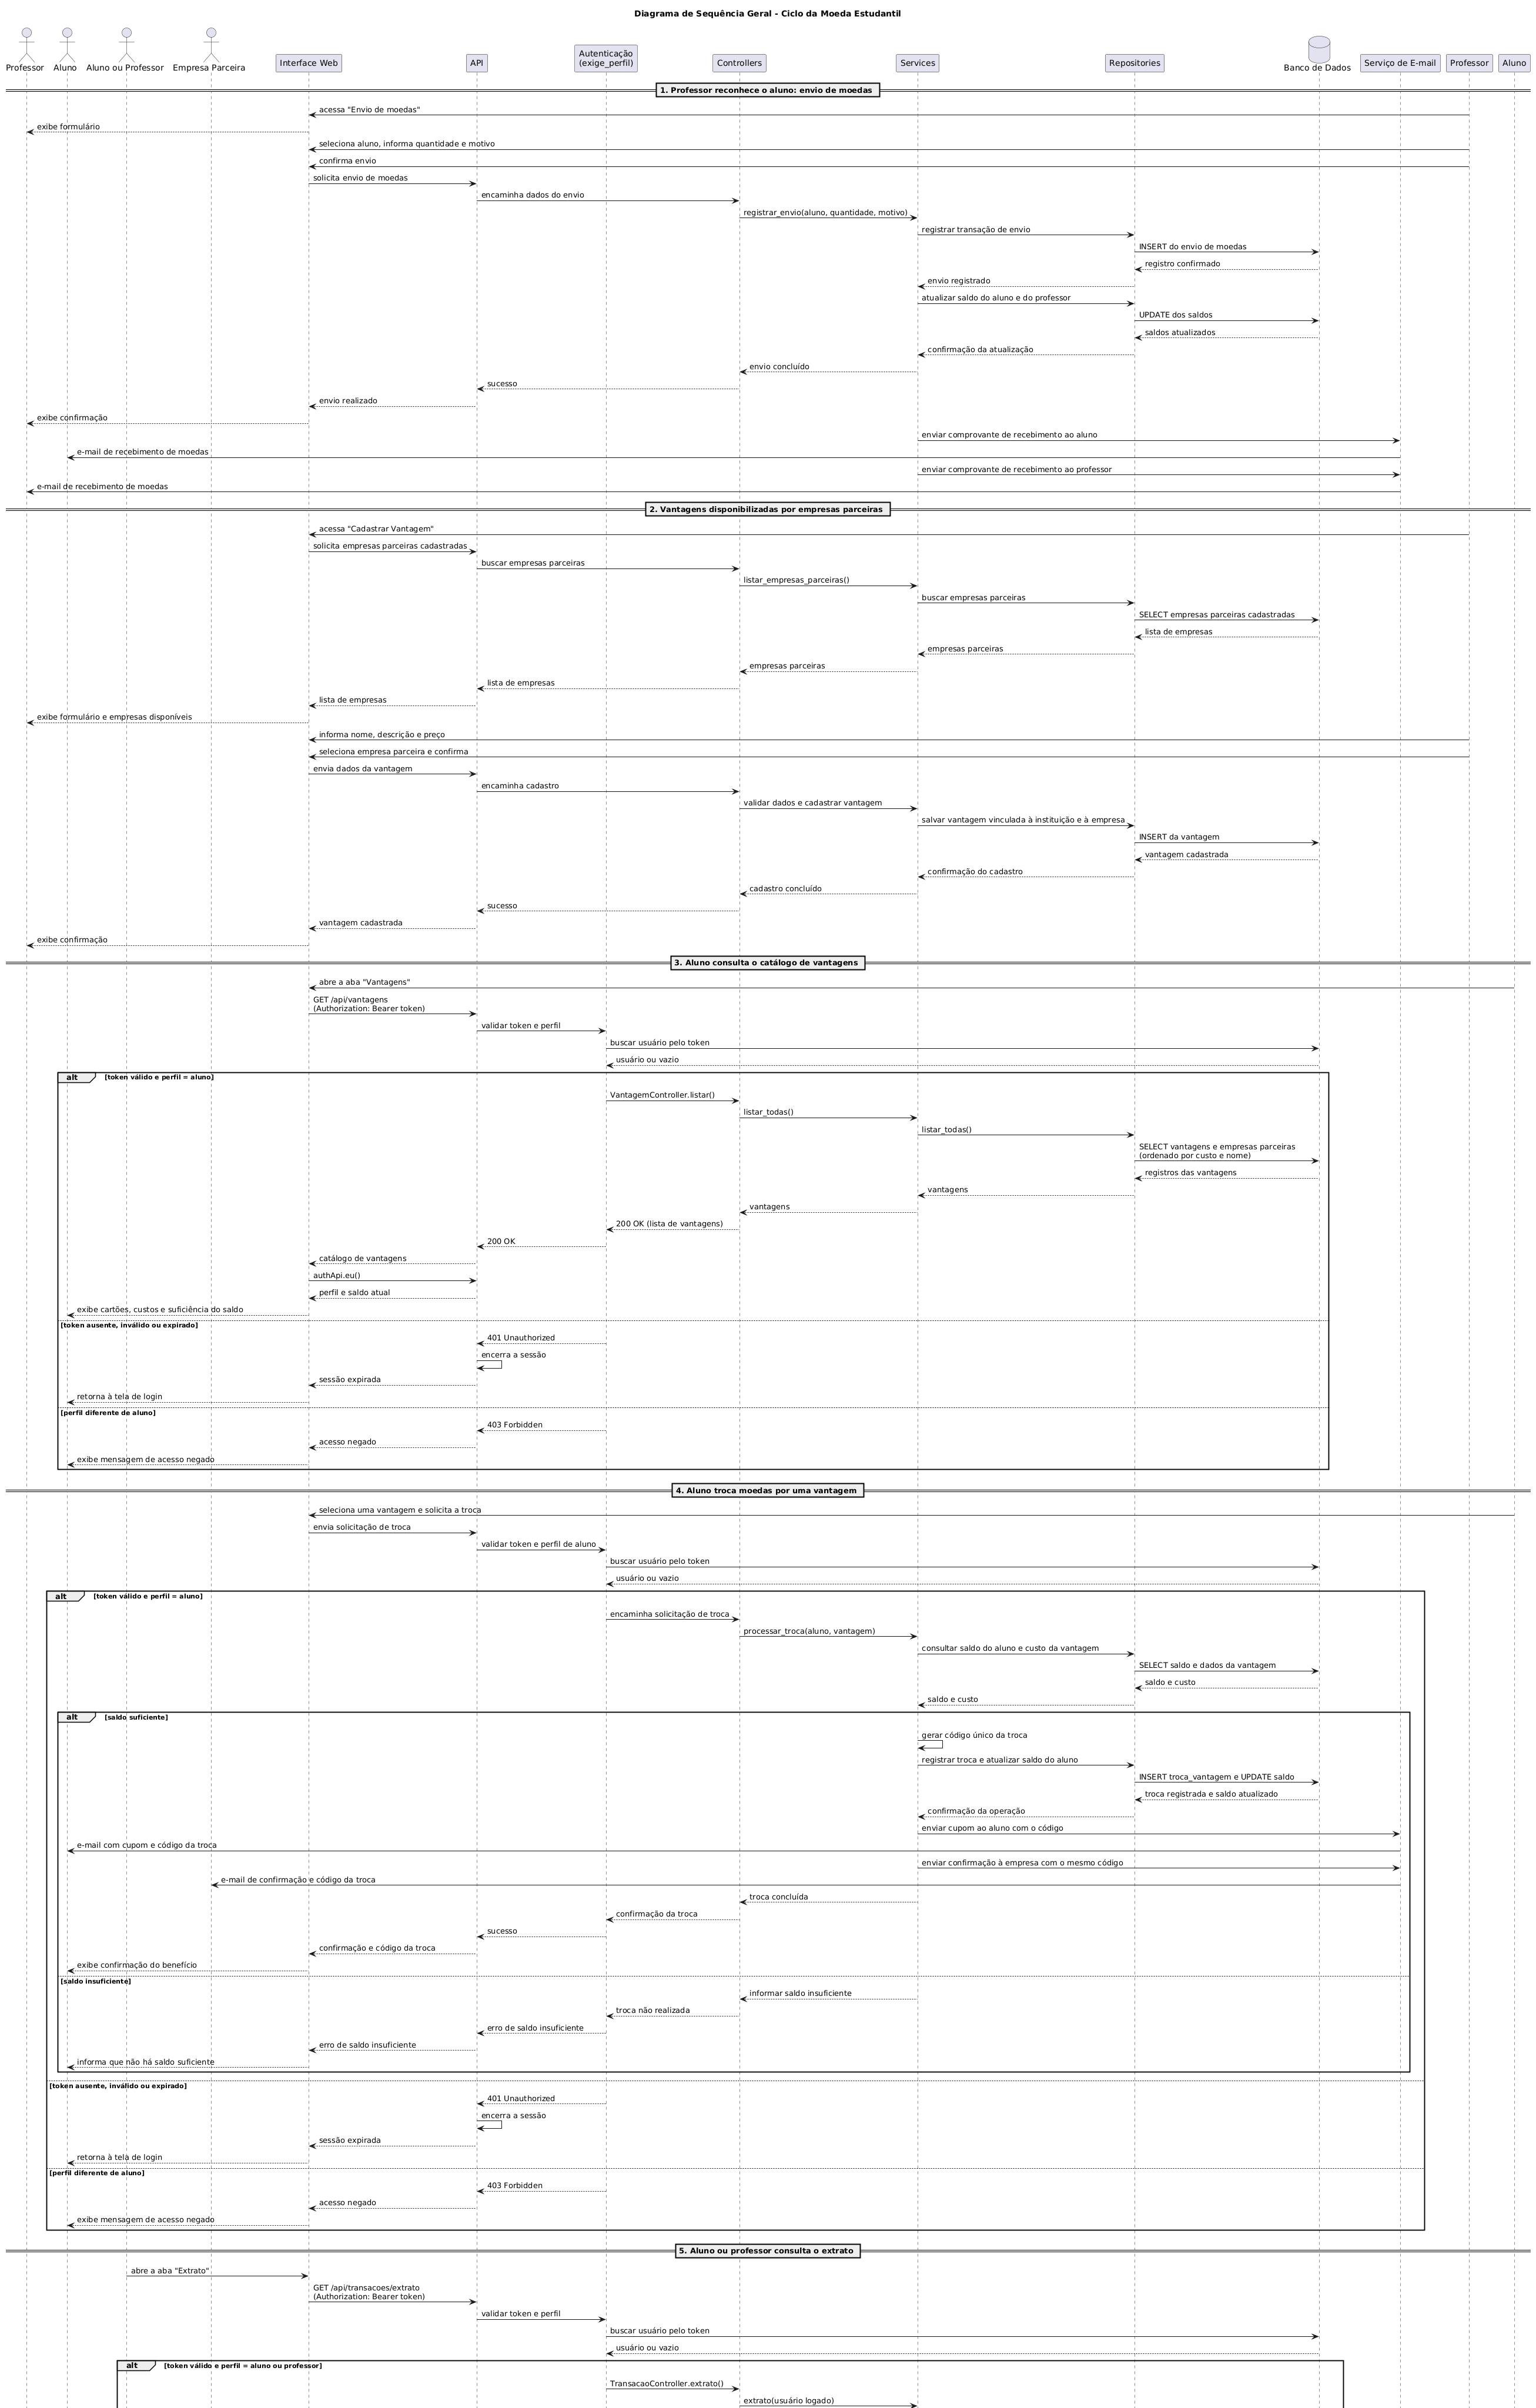 Diagrama de Sequência Geral - Ciclo da Moeda Estudantil
Professor
Aluno
Aluno ou Professor
Empresa Parceira
Interface Web
API
Autenticação
(exige_perfil)
Controllers
Services
Repositories
Banco de Dados
Serviço de E-mail
Professor
Aluno
1. Professor reconhece o aluno: envio de moedas
acessa "Envio de moedas"
exibe formulário
seleciona aluno, informa quantidade e motivo
confirma envio
solicita envio de moedas
encaminha dados do envio
registrar_envio(aluno, quantidade, motivo)
registrar transação de envio
INSERT do envio de moedas
registro confirmado
envio registrado
atualizar saldo do aluno e do professor
UPDATE dos saldos
saldos atualizados
confirmação da atualização
envio concluído
sucesso
envio realizado
exibe confirmação
enviar comprovante de recebimento ao aluno
e-mail de recebimento de moedas
enviar comprovante de recebimento ao professor
e-mail de recebimento de moedas
2. Vantagens disponibilizadas por empresas parceiras
acessa "Cadastrar Vantagem"
solicita empresas parceiras cadastradas
buscar empresas parceiras
listar_empresas_parceiras()
buscar empresas parceiras
SELECT empresas parceiras cadastradas
lista de empresas
empresas parceiras
empresas parceiras
lista de empresas
lista de empresas
exibe formulário e empresas disponíveis
informa nome, descrição e preço
seleciona empresa parceira e confirma
envia dados da vantagem
encaminha cadastro
validar dados e cadastrar vantagem
salvar vantagem vinculada à instituição e à empresa
INSERT da vantagem
vantagem cadastrada
confirmação do cadastro
cadastro concluído
sucesso
vantagem cadastrada
exibe confirmação
3. Aluno consulta o catálogo de vantagens
abre a aba "Vantagens"
GET /api/vantagens
(Authorization: Bearer token)
validar token e perfil
buscar usuário pelo token
usuário ou vazio
alt [token válido e perfil = aluno]
VantagemController.listar()
listar_todas()
listar_todas()
SELECT vantagens e empresas parceiras
(ordenado por custo e nome)
registros das vantagens
vantagens
vantagens
200 OK (lista de vantagens)
200 OK
catálogo de vantagens
authApi.eu()
perfil e saldo atual
exibe cartões, custos e suficiência do saldo
[token ausente, inválido ou expirado]
401 Unauthorized
encerra a sessão
sessão expirada
retorna à tela de login
[perfil diferente de aluno]
403 Forbidden
acesso negado
exibe mensagem de acesso negado
4. Aluno troca moedas por uma vantagem
seleciona uma vantagem e solicita a troca
envia solicitação de troca
validar token e perfil de aluno
buscar usuário pelo token
usuário ou vazio
alt [token válido e perfil = aluno]
encaminha solicitação de troca
processar_troca(aluno, vantagem)
consultar saldo do aluno e custo da vantagem
SELECT saldo e dados da vantagem
saldo e custo
saldo e custo
alt [saldo suficiente]
gerar código único da troca
registrar troca e atualizar saldo do aluno
INSERT troca_vantagem e UPDATE saldo
troca registrada e saldo atualizado
confirmação da operação
enviar cupom ao aluno com o código
e-mail com cupom e código da troca
enviar confirmação à empresa com o mesmo código
e-mail de confirmação e código da troca
troca concluída
confirmação da troca
sucesso
confirmação e código da troca
exibe confirmação do benefício
[saldo insuficiente]
informar saldo insuficiente
troca não realizada
erro de saldo insuficiente
erro de saldo insuficiente
informa que não há saldo suficiente
[token ausente, inválido ou expirado]
401 Unauthorized
encerra a sessão
sessão expirada
retorna à tela de login
[perfil diferente de aluno]
403 Forbidden
acesso negado
exibe mensagem de acesso negado
5. Aluno ou professor consulta o extrato
abre a aba "Extrato"
GET /api/transacoes/extrato
(Authorization: Bearer token)
validar token e perfil
buscar usuário pelo token
usuário ou vazio
alt [token válido e perfil = aluno ou professor]
TransacaoController.extrato()
extrato(usuário logado)